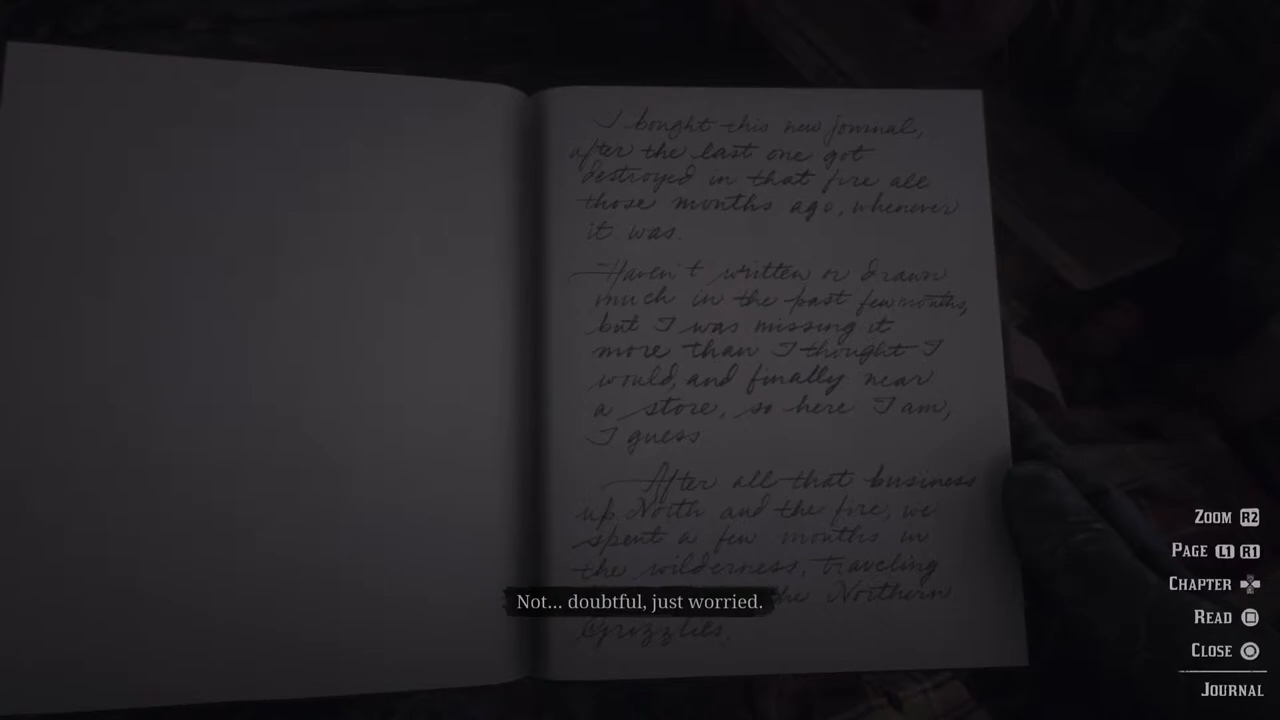 I bought this new journal,
after the last one got
destroyed in that fire all
those months ago, whenever
it was.
Haven't written or drawn
much in the past few months,
but I was missing it
more than I thought I
would, and finally near
a store, so here I am,
I guess
After all that business
up North and the fire, we
spent a few months in
the wilderness, traveling
the Northern
Grizzlies.
Not... doubtful, just worried.
ZOOM R2
PAGE L1 R1
CHAPTER
READ
CLOSE
JOURNAL